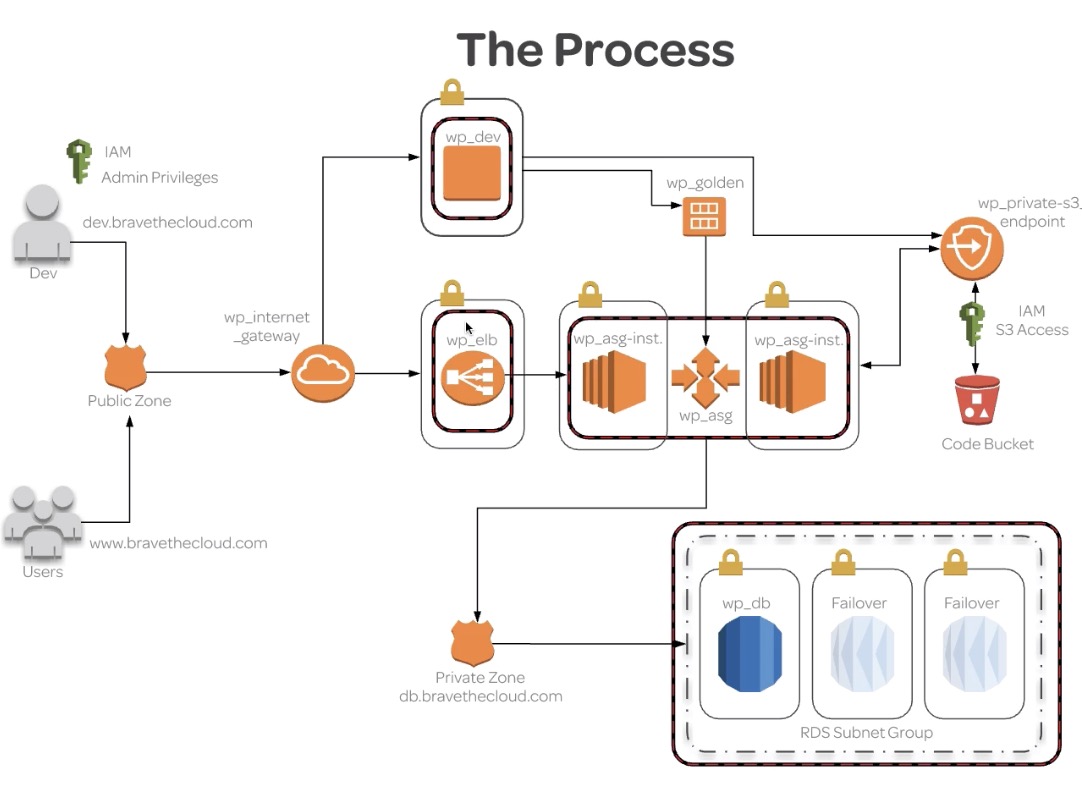 The Process
wp_dev
IAM
Admin Privileges
dev.bravethecloud.com
Dev
wp_golden
wp_private-s3_
endpoint
wp_internet
_gateway
wp_elb
wp_asg-inst.
wp_asg
wp_asg-inst.
IAM
S3 Access
Public Zone
Code Bucket
www.bravethecloud.com
Users
wp_db
Failover
Failover
Private Zone
db.bravethecloud.com
RDS Subnet Group